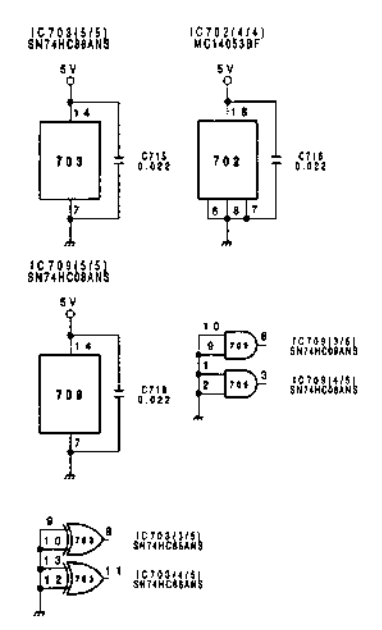 IC703(5/5)
SN74HC86ANS
5V
14
703
C715
0.022
7
IC702(4/4)
MC14053BF
5V
16
702
C716
0.022
6 8 7
IC709(5/5)
SN74HC08ANS
5V
14
709
C718
0.022
7
10
9
709
8
IC709(3/5)
SN74HC08ANS
1
2
709
3
IC709(4/5)
SN74HC08ANS
9
10
703
8
IC703(3/5)
SN74HC86ANS
13
12
703
11
IC703(4/5)
SN74HC86ANS